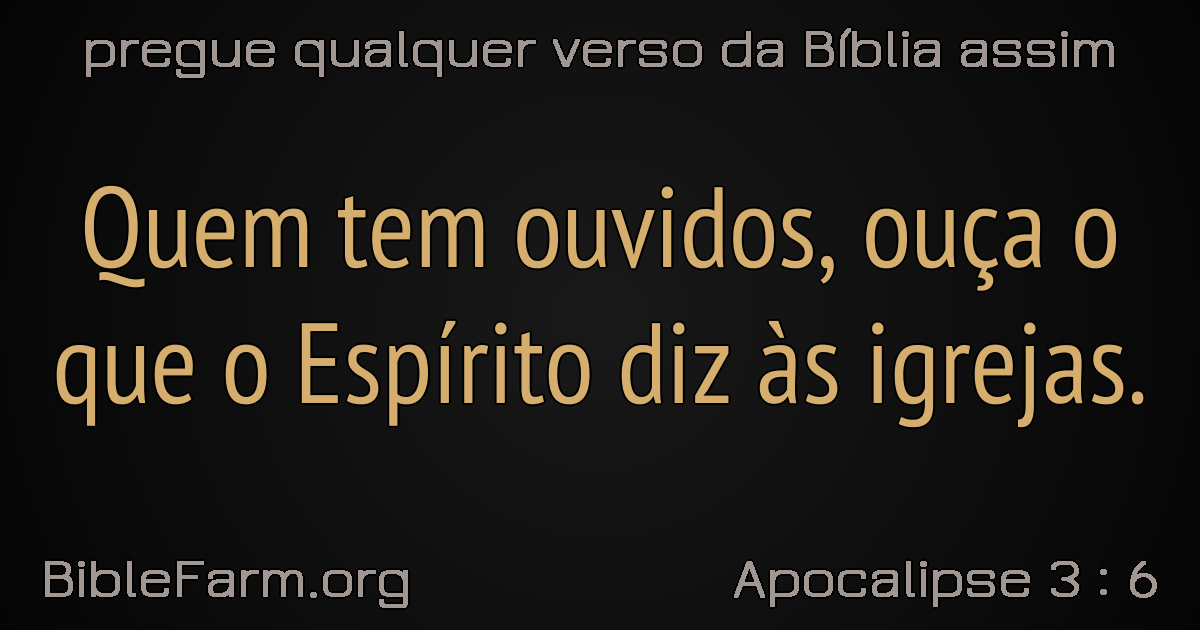 pregue qualquer verso da Bíblia assim
Quem tem ouvidos, ouça o
que o Espírito diz às igrejas.
BibleFarm.org
Apocalipse 3 : 6